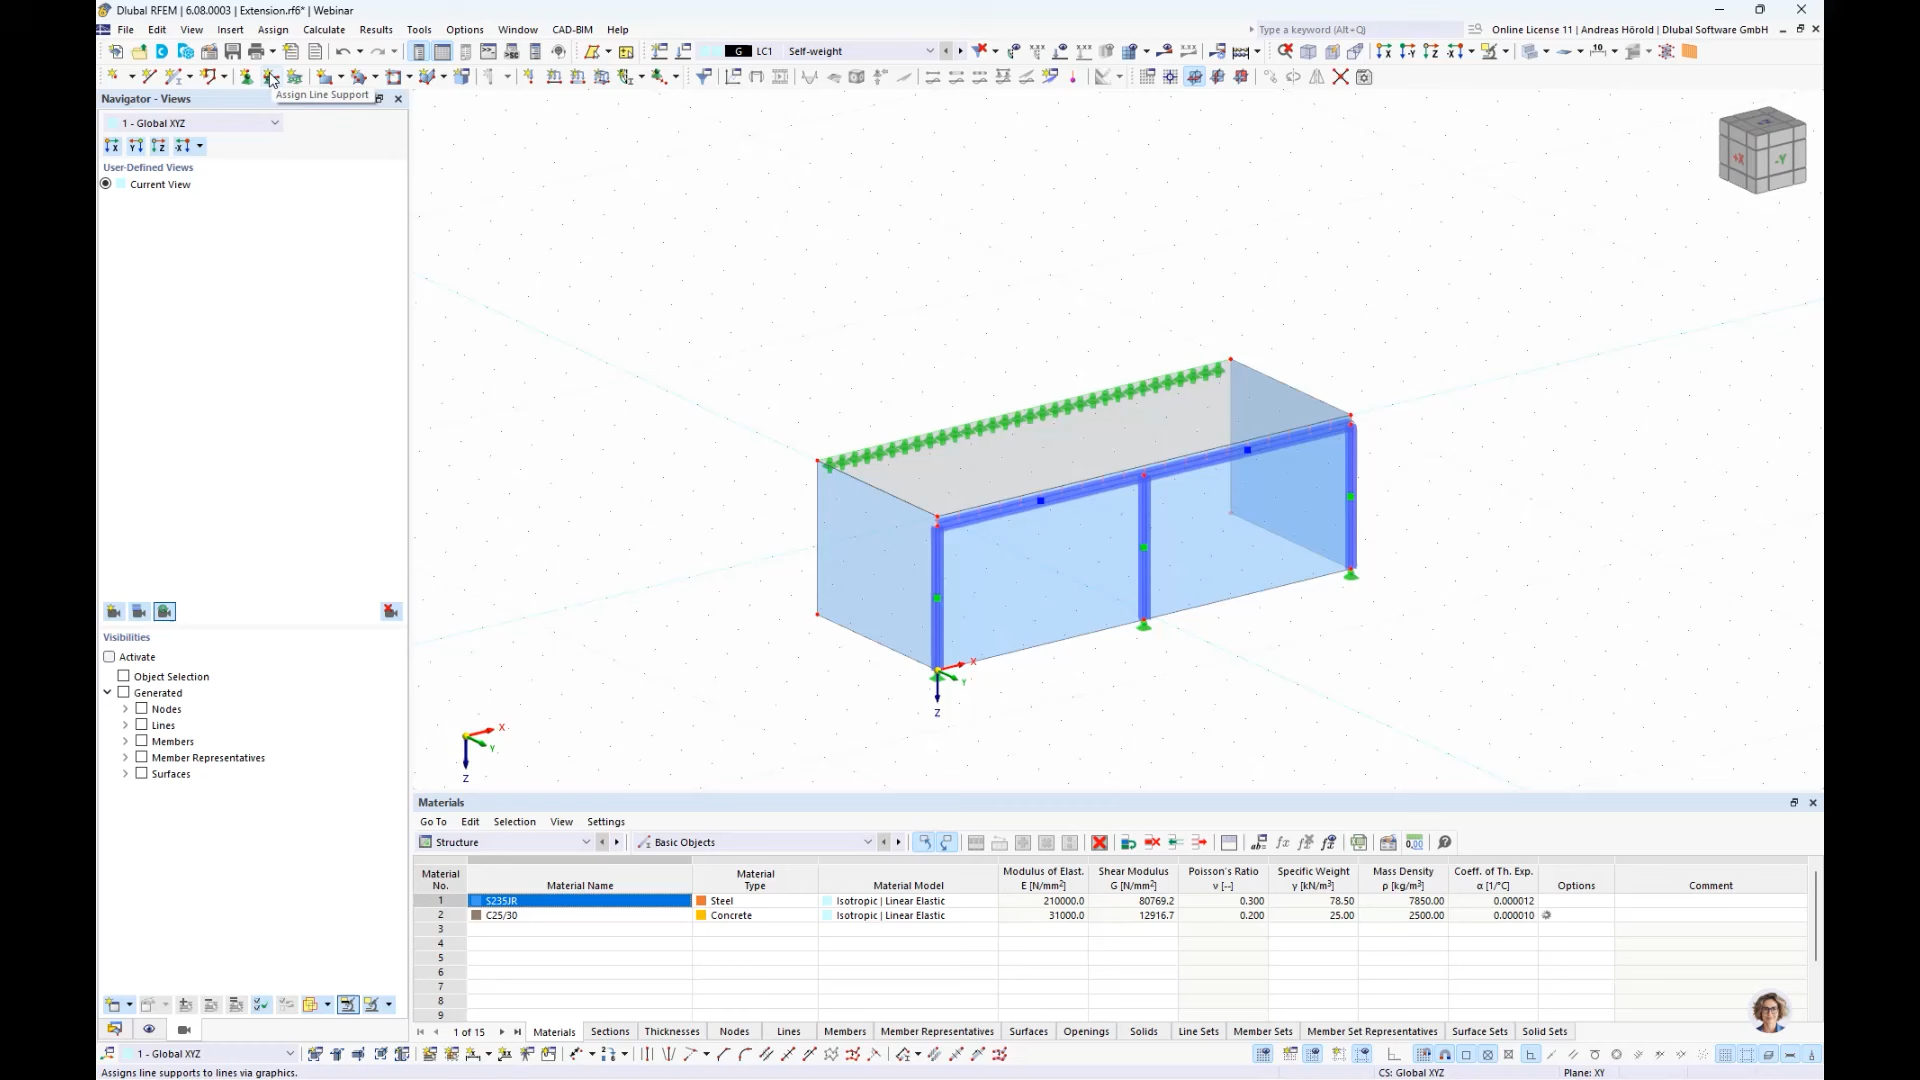 Dlubal RFEM | 6.08.0003 | Extension.rf6* | Webinar
File Edit View Insert Assign Calculate Results Tools Options Window CAD-BIM Help
Type a keyword (Alt+Q)
Online License 11 | Andreas Hörold | Dlubal Software GmbH
G LC1 Self-weight
Assign Line Support
Navigator - Views
1 - Global XYZ
User-Defined Views
Current View
+X
-Y
X
Y
Z
X
Y
Z
Visibilities
Activate
Object Selection
Generated
Nodes
Lines
Members
Member Representatives
Surfaces
Materials
Go To Edit Selection View Settings
Structure
Basic Objects
Material No.
Material Name
Material Type
Material Model
Modulus of Elast. E [N/mm²]
Shear Modulus G [N/mm²]
Poisson's Ratio ν [--]
Specific Weight γ [kN/m³]
Mass Density ρ [kg/m³]
Coeff. of Th. Exp. α [1/°C]
Options
Comment
1 S235JR Steel Isotropic | Linear Elastic 210000.0 80769.2 0.300 78.50 7850.00 0.000012
2 C25/30 Concrete Isotropic | Linear Elastic 31000.0 12916.7 0.200 25.00 2500.00 0.000010
3
4
5
6
7
8
9
1 of 15
Materials Sections Thicknesses Nodes Lines Members Member Representatives Surfaces Openings Solids Line Sets Member Sets Member Set Representatives Surface Sets Solid Sets
1 - Global XYZ
Assigns line supports to lines via graphics.
CS: Global XYZ
Plane: XY